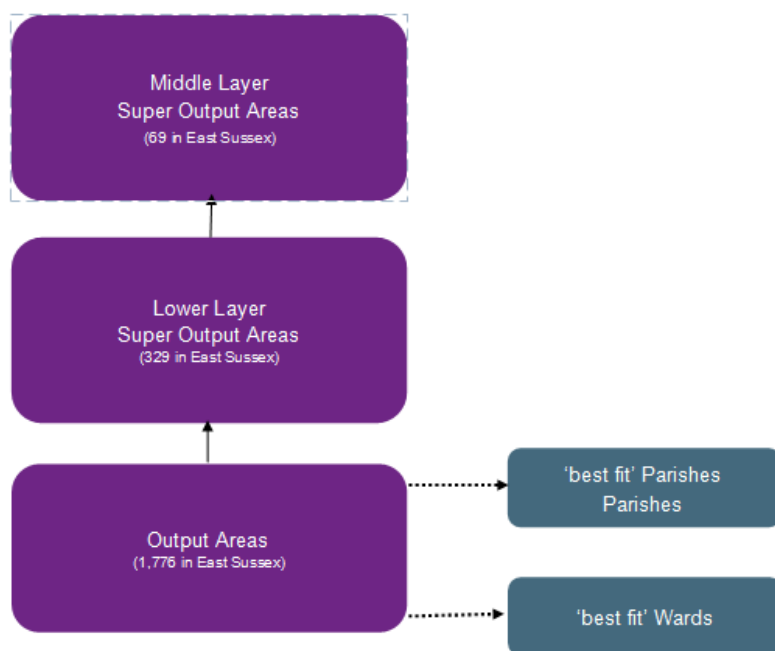 Middle Layer
Super Output Areas
(69 in East Sussex)
Lower Layer
Super Output Areas
(329 in East Sussex)
Output Areas
(1,776 in East Sussex)
‘best fit’ Parishes
Parishes
‘best fit’ Wards